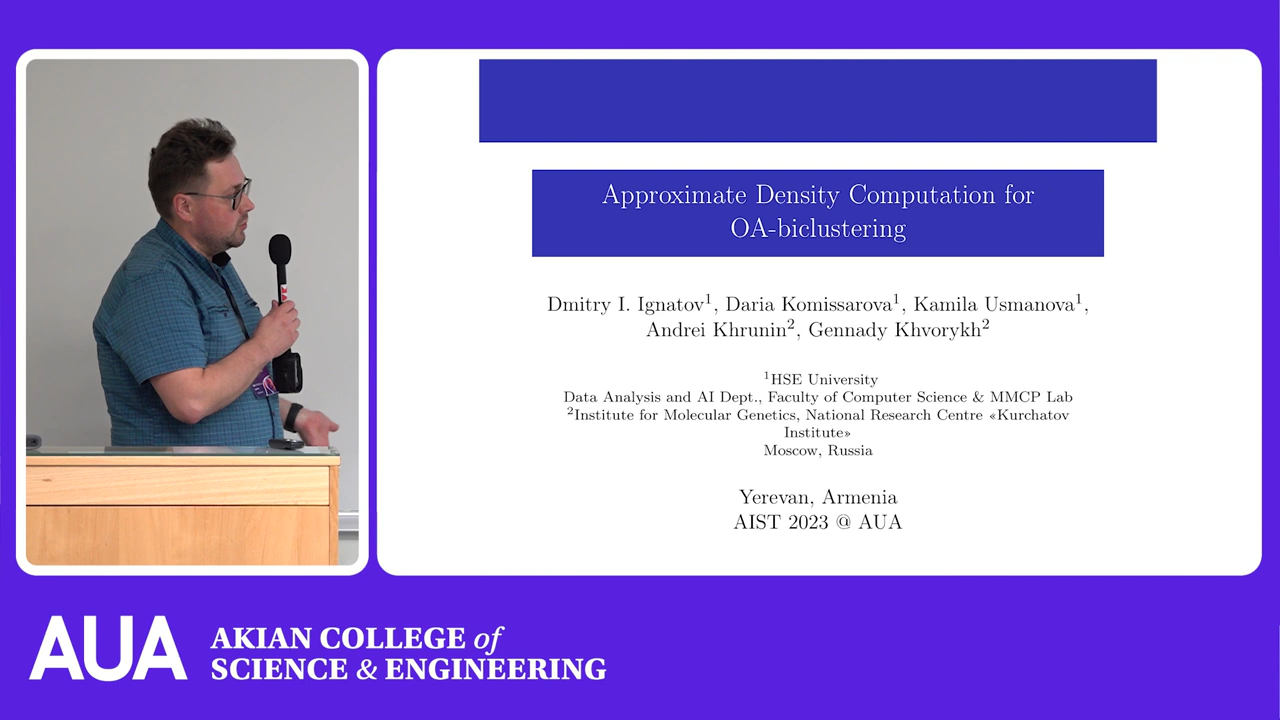 Approximate Density Computation for
OA-biclustering
Dmitry I. Ignatov¹, Daria Komissarova¹, Kamila Usmanova¹,
Andrei Khrunin², Gennady Khvorykh²
¹HSE University
Data Analysis and AI Dept., Faculty of Computer Science & MMCP Lab
²Institute for Molecular Genetics, National Research Centre «Kurchatov
Institute»
Moscow, Russia
Yerevan, Armenia
AIST 2023 @ AUA
AUA
AKIAN COLLEGE of
SCIENCE & ENGINEERING